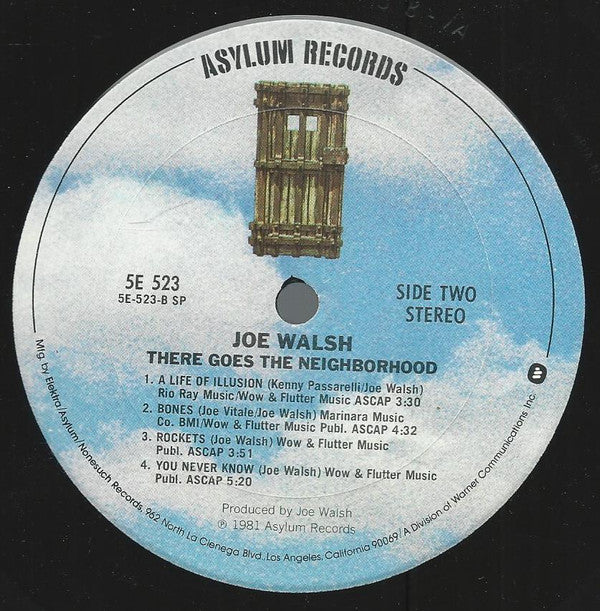 ASYLUM RECORDS
5E 523
5E-523-B SP
SIDE TWO
STEREO
JOE WALSH
THERE GOES THE NEIGHBORHOOD
1. A LIFE OF ILLUSION (Kenny Passarelli/Joe Walsh)
Rio Ray Music/Wow & Flutter Music ASCAP 3:30
2. BONES (Joe Vitale/Joe Walsh) Marinara Music
Co. BMI/Wow & Flutter Music Publ. ASCAP 4:32
3. ROCKETS (Joe Walsh) Wow & Flutter Music
Publ. ASCAP 3:51
4. YOU NEVER KNOW (Joe Walsh) Wow & Flutter Music
Publ. ASCAP 5:20
Produced by Joe Walsh
℗ 1981 Asylum Records
Mfg. by Elektra/Asylum/Nonesuch Records, 962 North La Cienega Blvd., Los Angeles, California 90069/A Division of Warner Communications Inc.